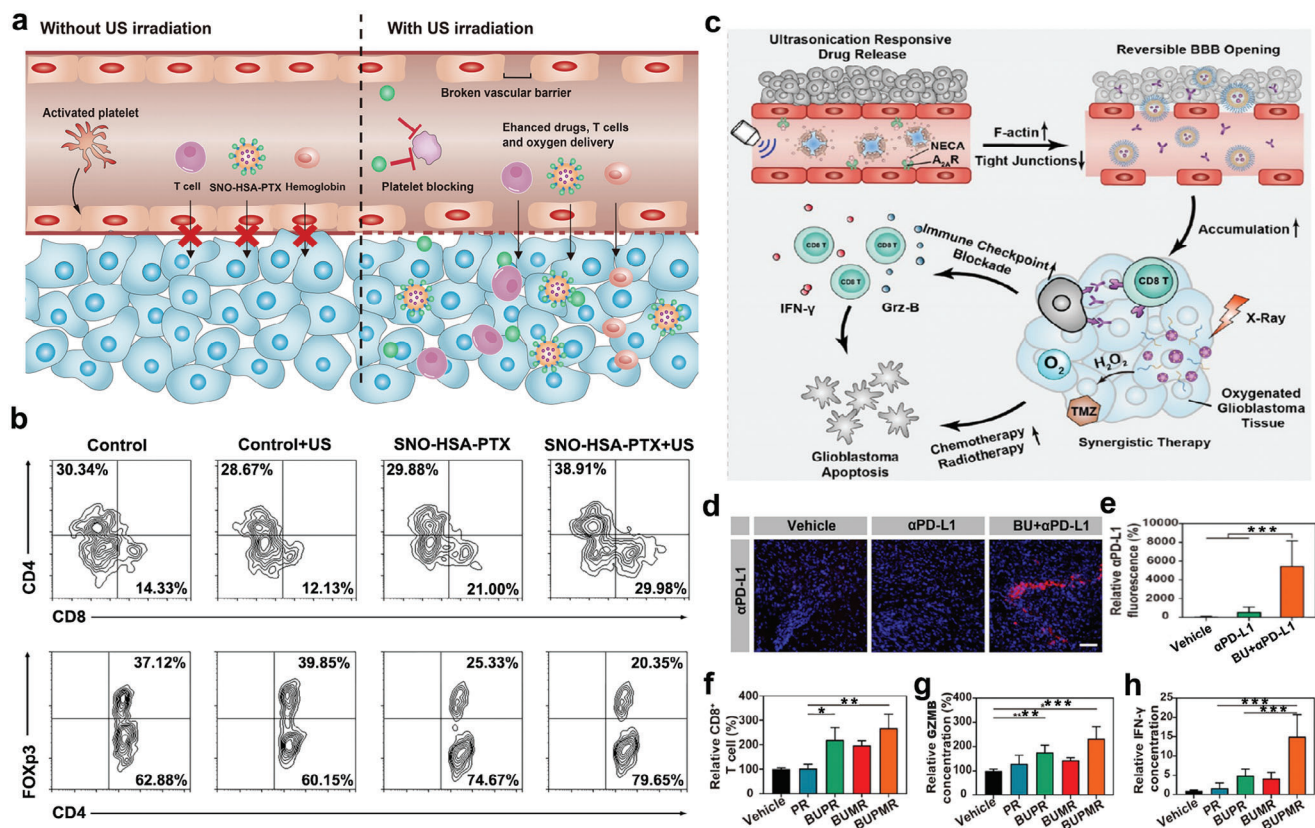 a
Without US irradiation
With US irradiation
Broken vascular barrier
Activated platelet
T cell
SNO-HSA-PTX
Hemoglobin
Platelet blocking
Ehanced drugs, T cells
and oxygen delivery
b
Control
Control+US
SNO-HSA-PTX
SNO-HSA-PTX+US
30.34%
28.67%
29.88%
38.91%
14.33%
12.13%
21.00%
29.98%
CD4
CD8
37.12%
39.85%
25.33%
20.35%
62.88%
60.15%
74.67%
79.65%
FOXp3
CD4
c
Ultrasonication Responsive
Drug Release
Reversible BBB Opening
NECA
A2AR
F-actin
Tight Junctions
Accumulation
CD8 T
CD8 T
CD8 T
IFN-γ
Grz-B
Immune Checkpoint
Blockade
CD8 T
X-Ray
O2
H2O2
TMZ
Oxygenated
Glioblastoma
Tissue
Synergistic Therapy
Chemotherapy
Radiotherapy
Glioblastoma
Apoptosis
d
Vehicle
αPD-L1
BU+αPD-L1
αPD-L1
e
Relative αPD-L1
fluorescence (%)
10000
8000
6000
4000
2000
0
***
Vehicle
αPD-L1
BU+αPD-L1
f
Relative CD8+
T cell (%)
400
300
200
100
0
*
**
Vehicle
PR
BUPR
BUMR
BUPMR
g
Relative GZMB
concentration (%)
400
300
200
100
0
****
****
Vehicle
PR
BUPR
BUMR
BUPMR
h
Relative IFN-γ
concentration
25
20
15
10
5
0
***
***
Vehicle
PR
BUPR
BUMR
BUPMR